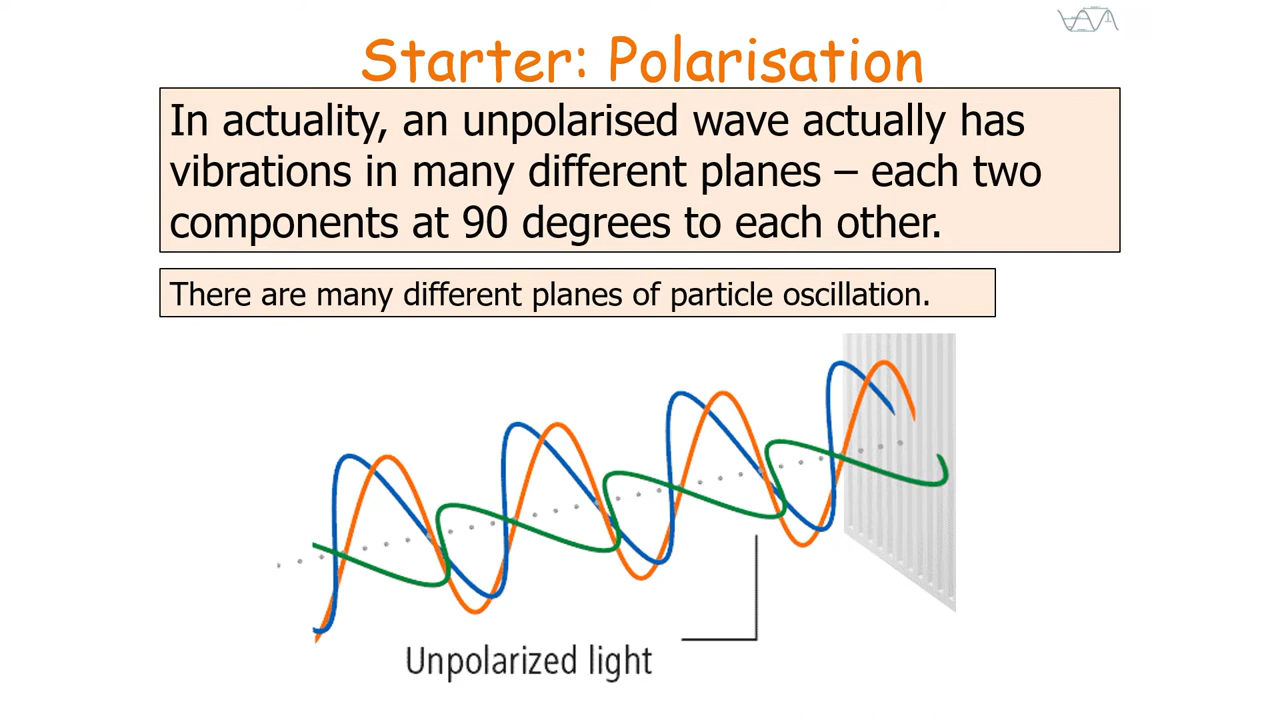 Starter: Polarisation
In actuality, an unpolarised wave actually has
vibrations in many different planes – each two
components at 90 degrees to each other.
There are many different planes of particle oscillation.
Unpolarized light